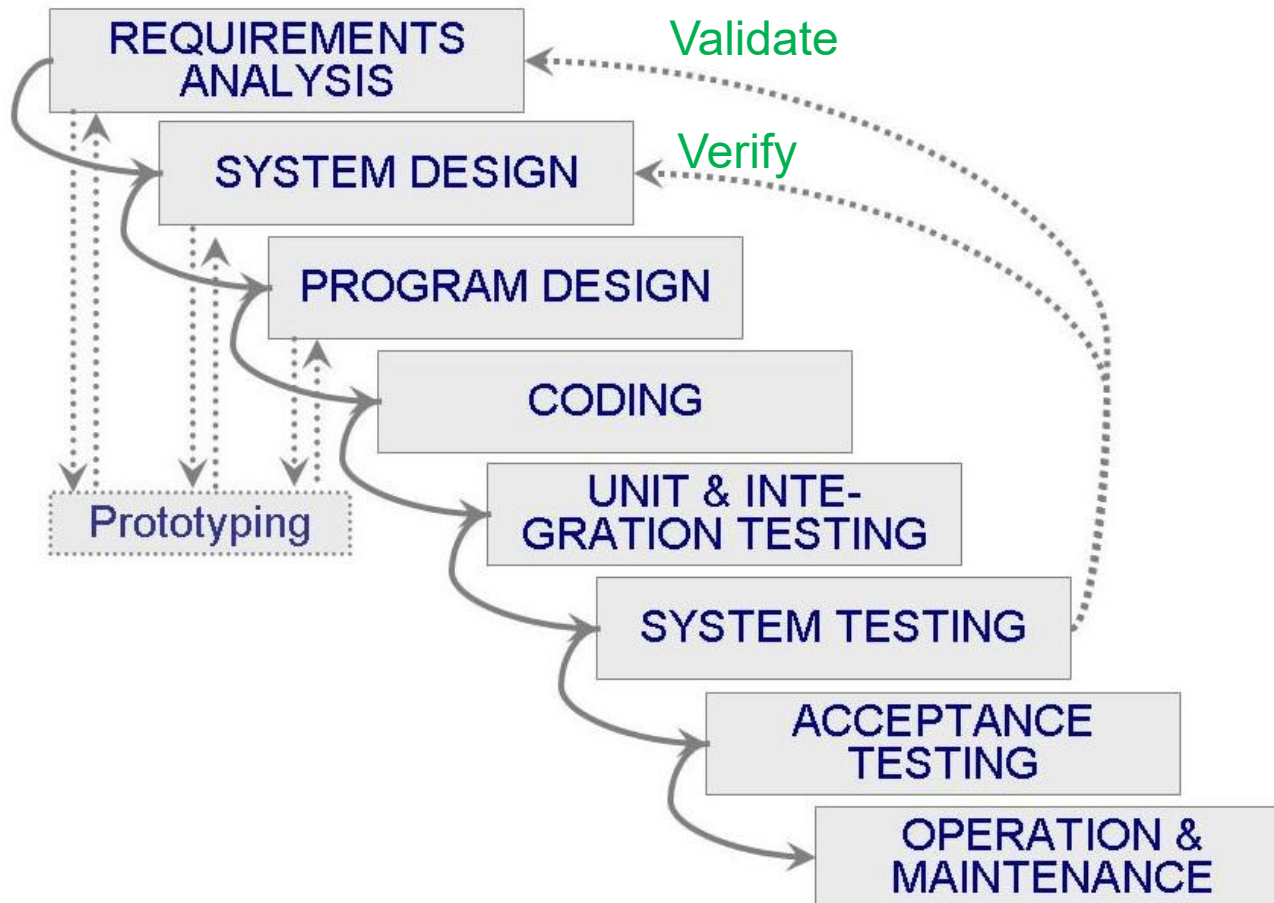 REQUIREMENTS
ANALYSIS
Validate
SYSTEM DESIGN
Verify
PROGRAM DESIGN
CODING
UNIT & INTE-
GRATION TESTING
Prototyping
SYSTEM TESTING
ACCEPTANCE
TESTING
OPERATION &
MAINTENANCE